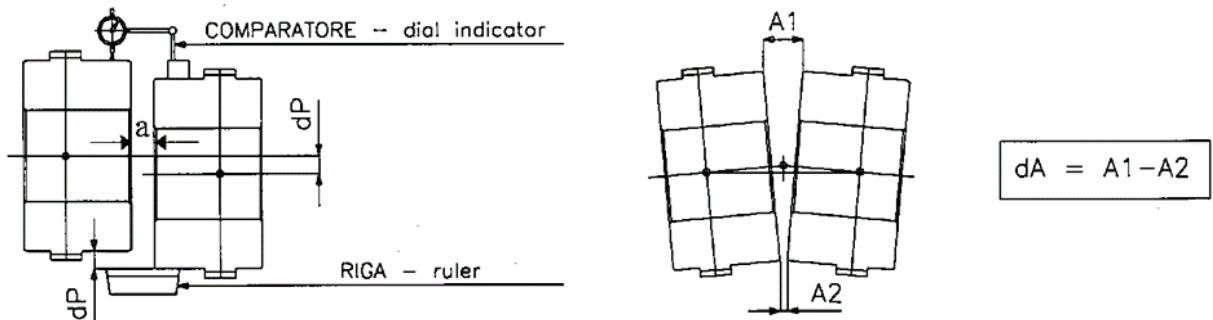 COMPARATORE - dial indicator
a
dP
dP
RIGA - ruler
A1
A2
dA = A1-A2